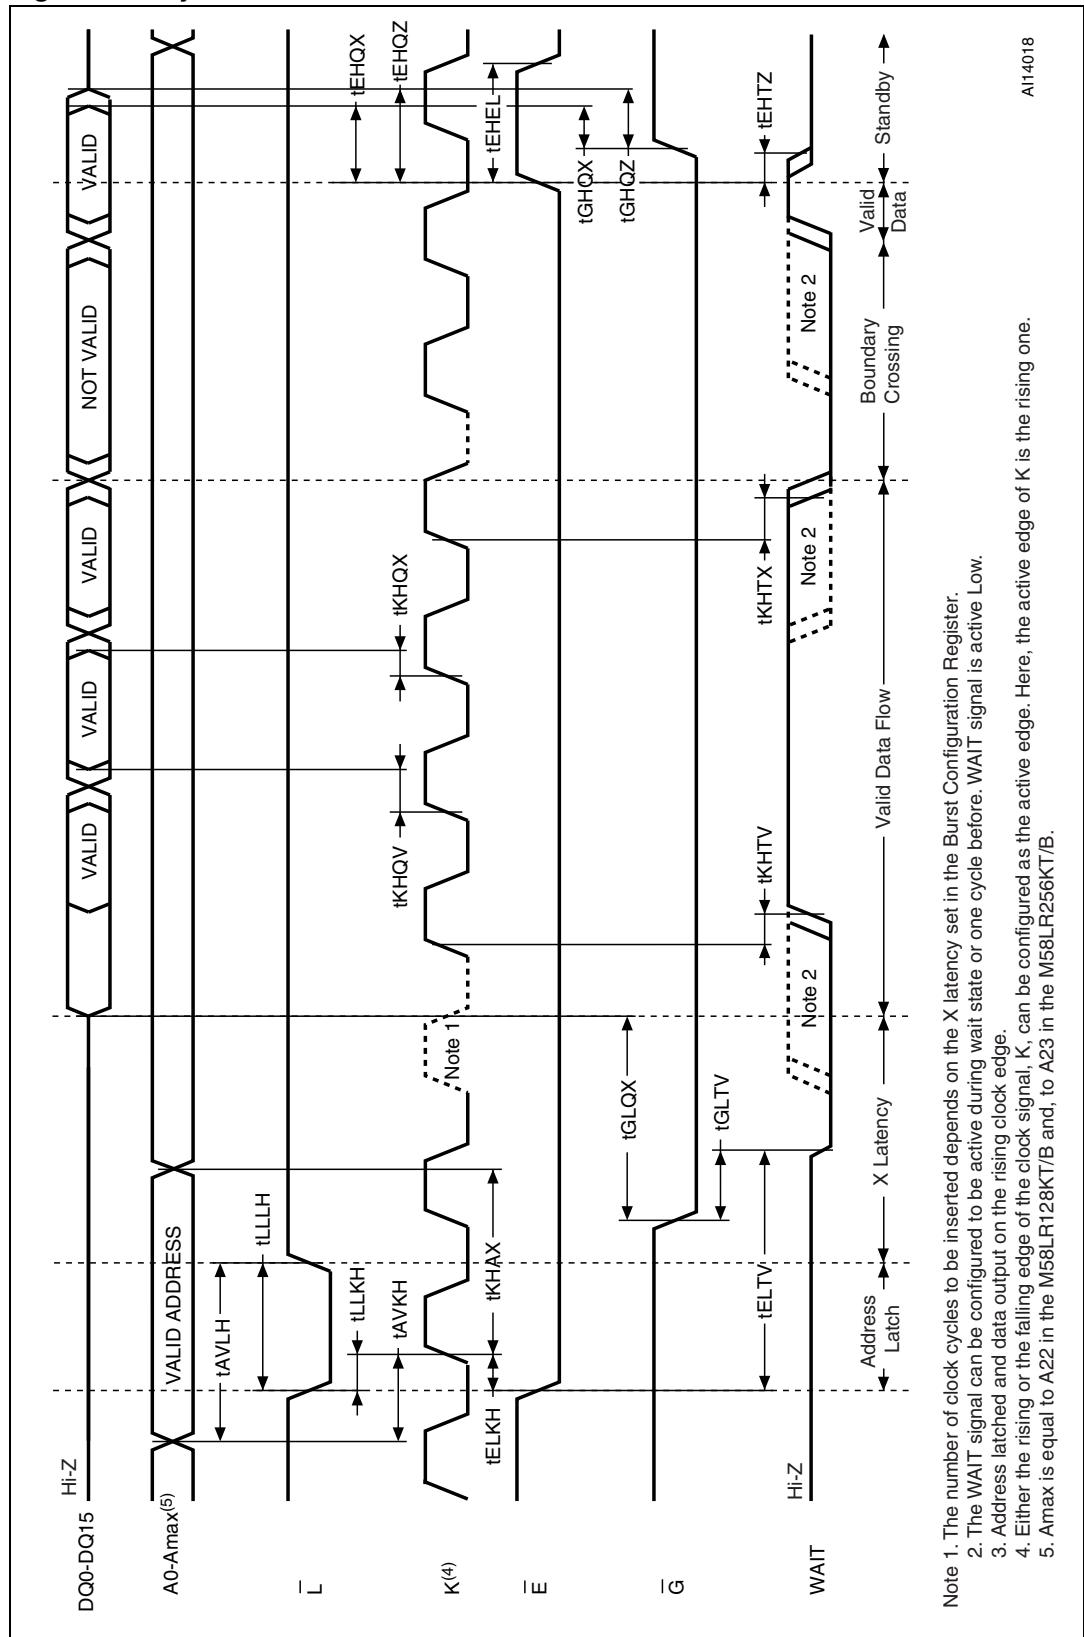 DQ0-DQ15
Hi-Z
VALID
VALID
VALID
NOT VALID
VALID
A0-Amax(5)
VALID ADDRESS
tAVLH
tLLLH
L
tLLKH
tAVKH
tKHQV
tKHQX
tEHQX
tEHQZ
K(4)
Note 1
tELKH
tKHAX
tEHEL
E
tGLQX
tGHQX
tGHQZ
G
tGLTV
tELTV
tKHTV
tKHTX
tEHTZ
WAIT
Hi-Z
Note 2
Note 2
Note 2
Address
Latch
X Latency
Valid Data Flow
Boundary
Crossing
Valid
Data
Standby
AI14018
Note 1. The number of clock cycles to be inserted depends on the X latency set in the Burst Configuration Register.
2. The WAIT signal can be configured to be active during wait state or one cycle before. WAIT signal is active Low.
3. Address latched and data output on the rising clock edge.
4. Either the rising or the falling edge of the clock signal, K, can be configured as the active edge. Here, the active edge of K is the rising one.
5. Amax is equal to A22 in the M58LR128KT/B and, to A23 in the M58LR256KT/B.